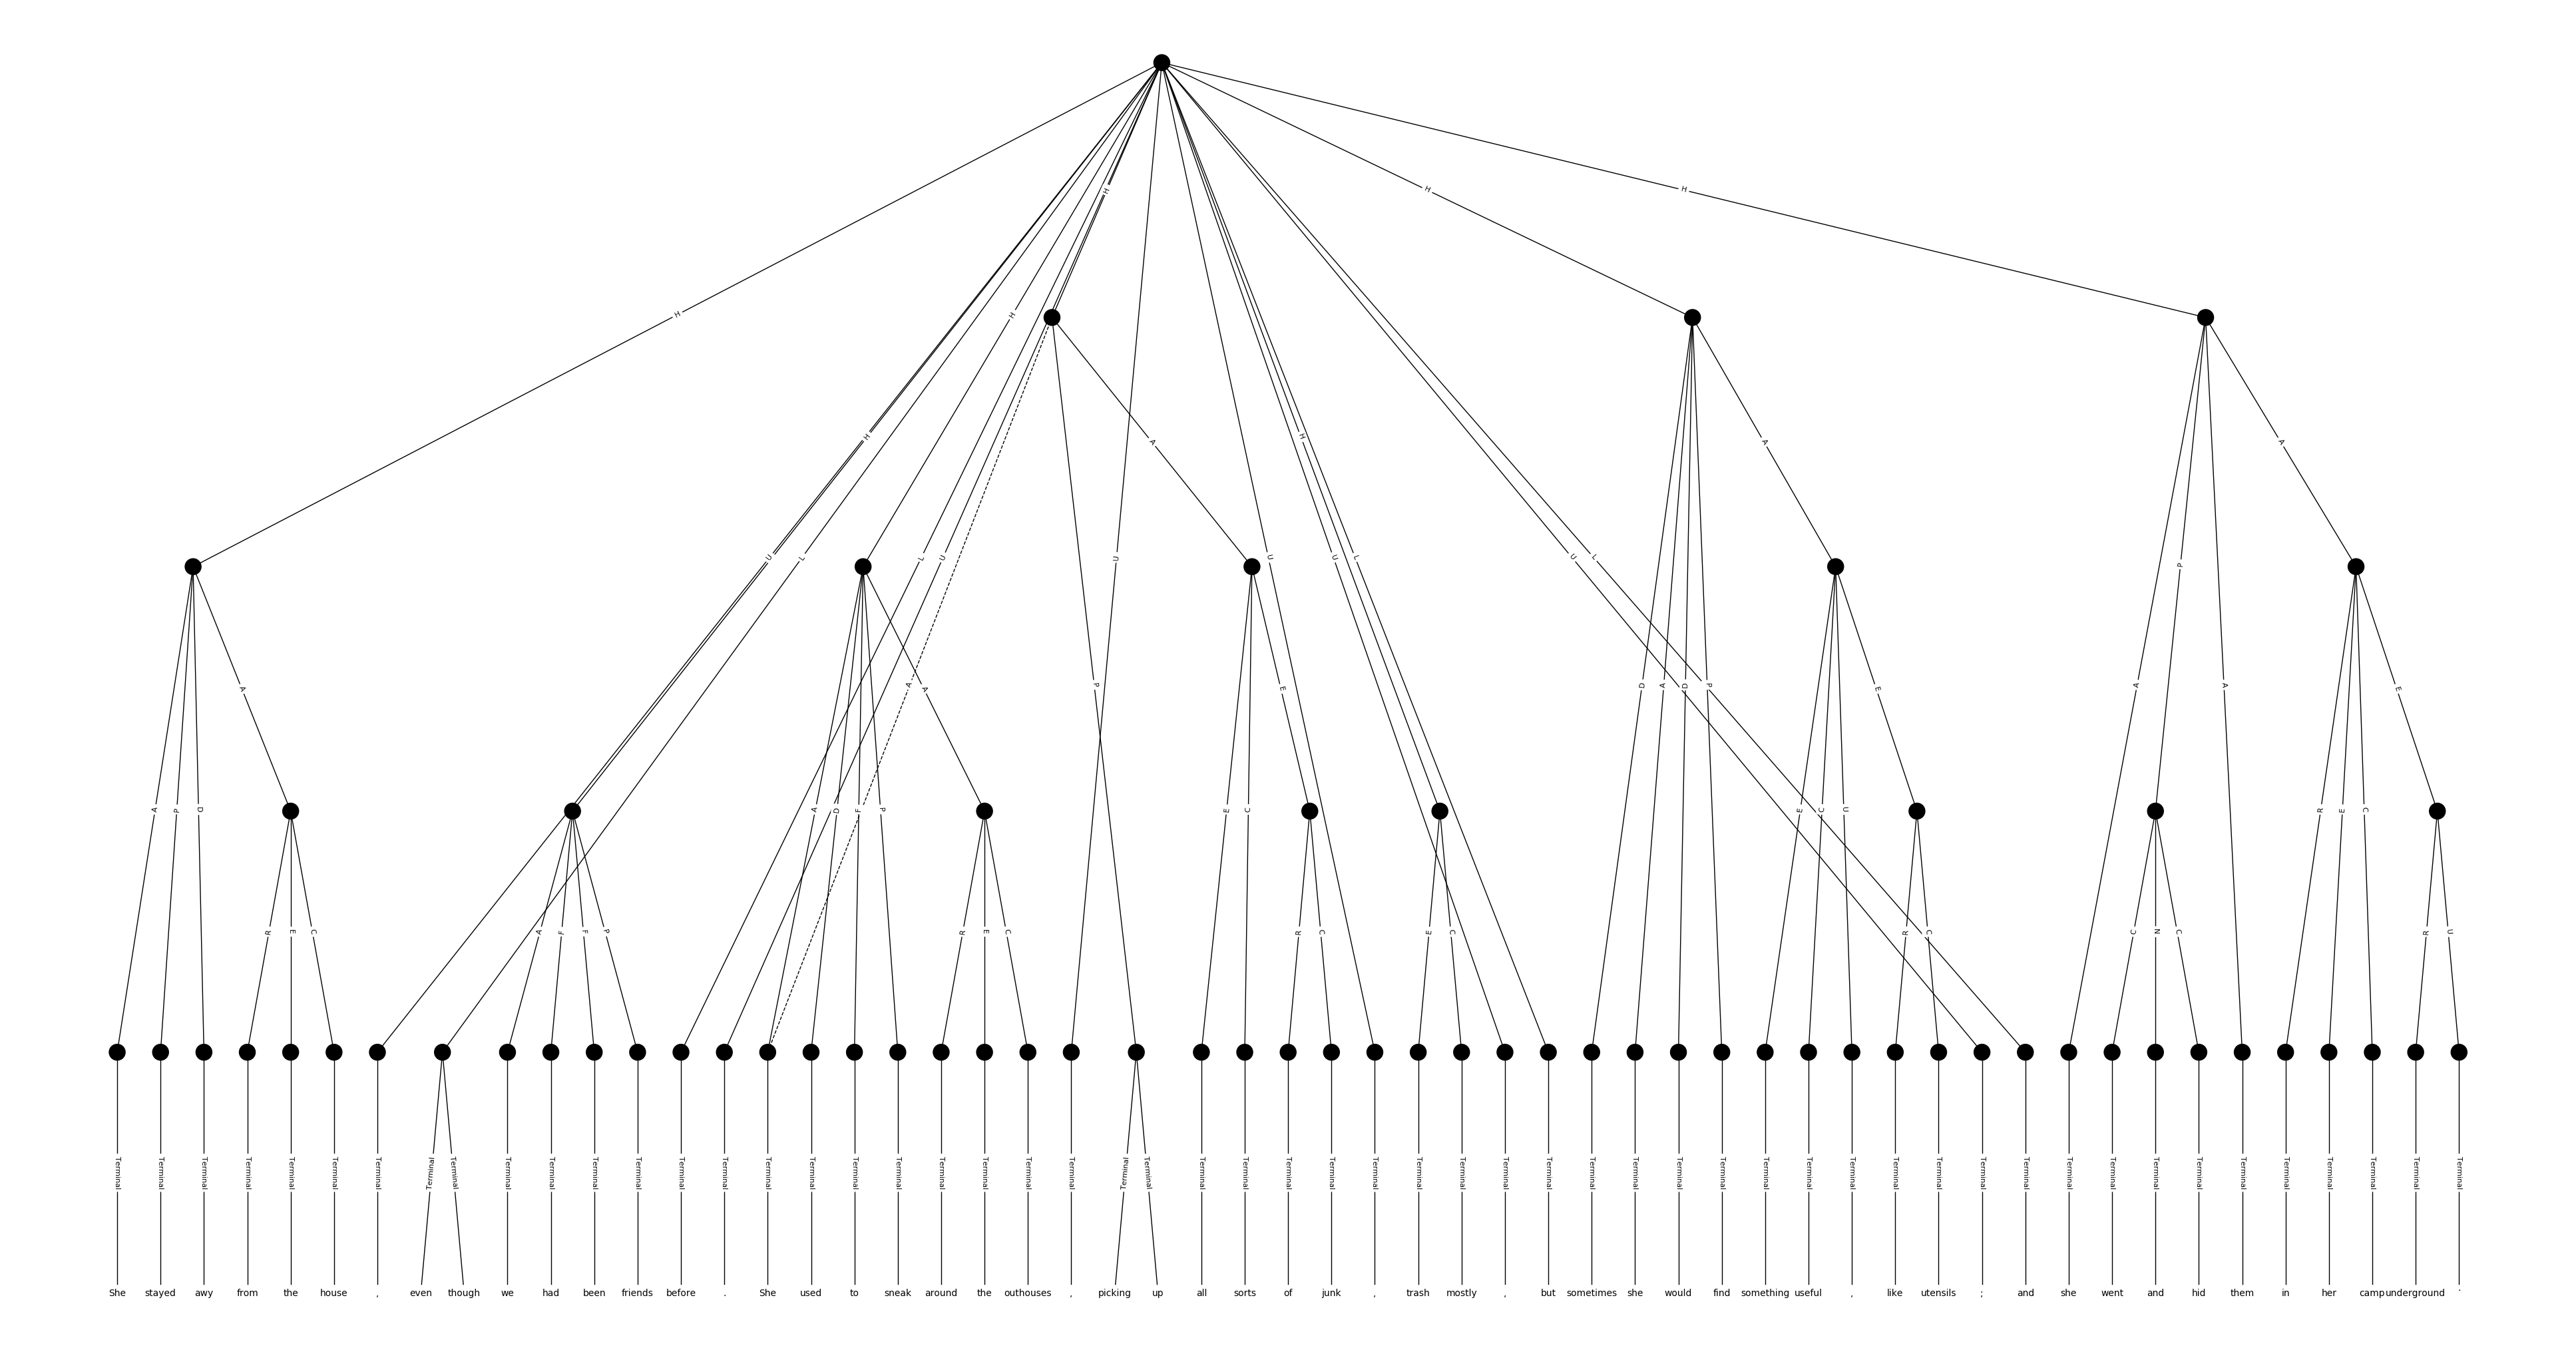 H
H H
H H
H H
A A A
U L L U U U U L U L
D A D P P A A
A P D A A D F P A E C E E C U E R E C E
R E C A F F P R E C R C E C R C C N C R U
Terminal Terminal Terminal Terminal Terminal Terminal Terminal Terminal Terminal Terminal Terminal Terminal Terminal Terminal Terminal Terminal Terminal Terminal Terminal Terminal Terminal Terminal Terminal Terminal Terminal Terminal Terminal Terminal Terminal Terminal Terminal Terminal Terminal Terminal Terminal Terminal Terminal Terminal Terminal Terminal Terminal Terminal Terminal Terminal Terminal Terminal Terminal Terminal Terminal Terminal Terminal Terminal Terminal Terminal Terminal
She stayed awy from the house , even though we had been friends before . She used to sneak around the outhouses , picking up all sorts of junk , trash mostly , but sometimes she would find something useful , like utensils ; and she went and hid them in her camp underground .